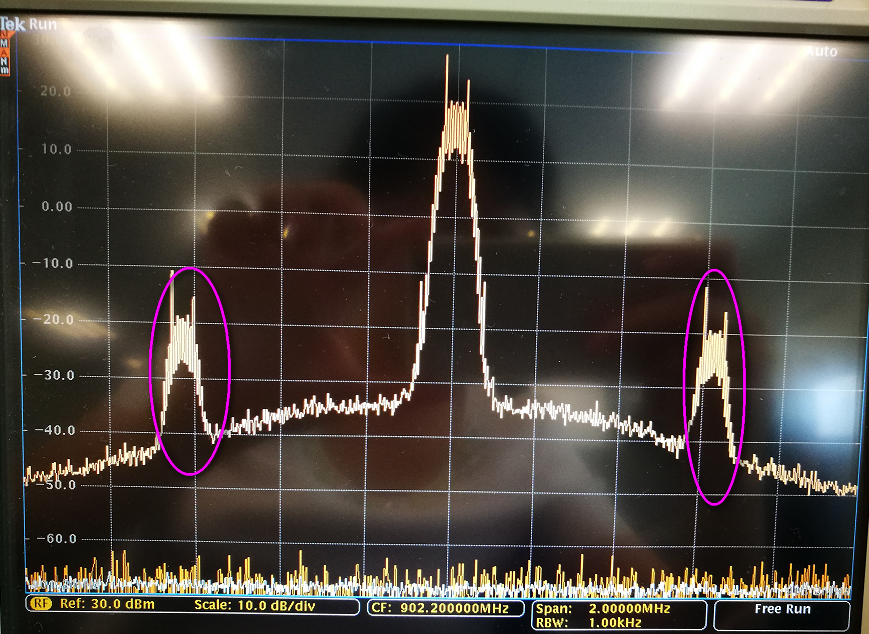 Tek Run
Auto
20.0
10.0
0.00
-10.0
-20.0
-30.0
-40.0
-50.0
-60.0
RF Ref: 30.0 dBm Scale: 10.0 dB/div
CF: 902.200000MHz
Span: 2.00000MHz
RBW: 1.00kHz
Free Run